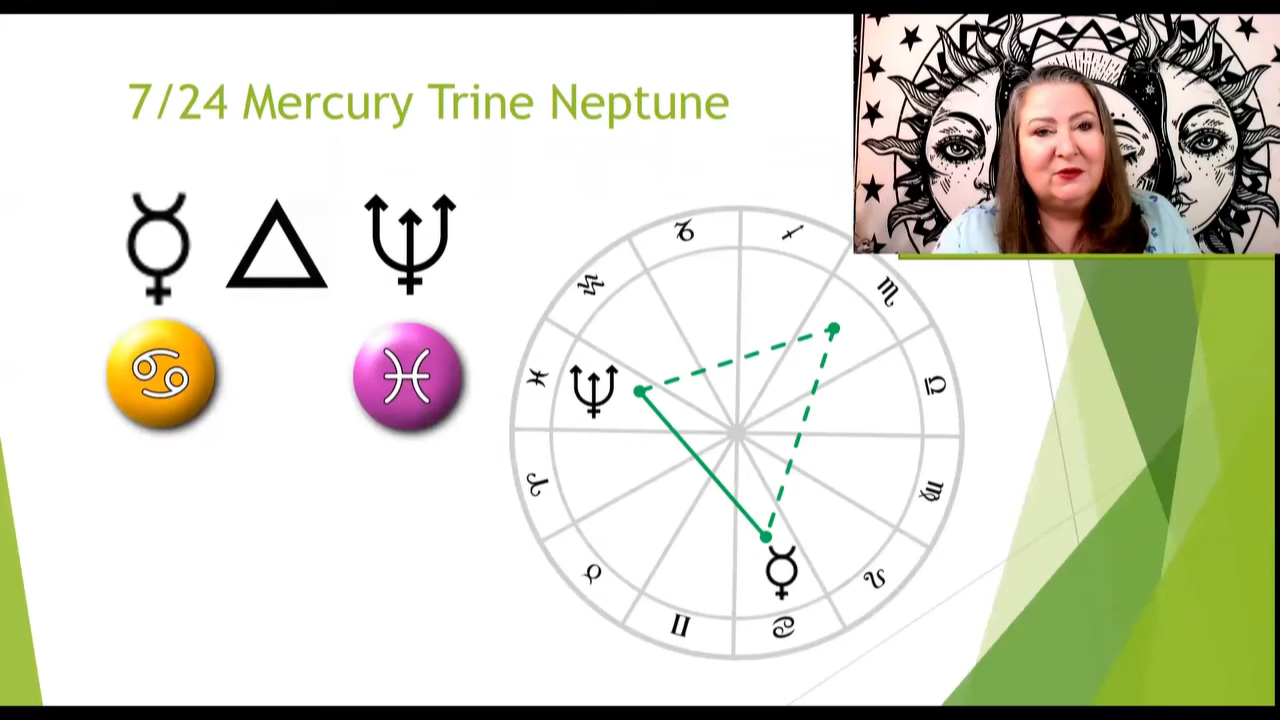 7/24 Mercury Trine Neptune
☿ △ ♆
♋ ♓
♑ ♐
♒ ♏
♓ ♆ ♎
♈ ♍
☿
♉ ♌
♊ ♋